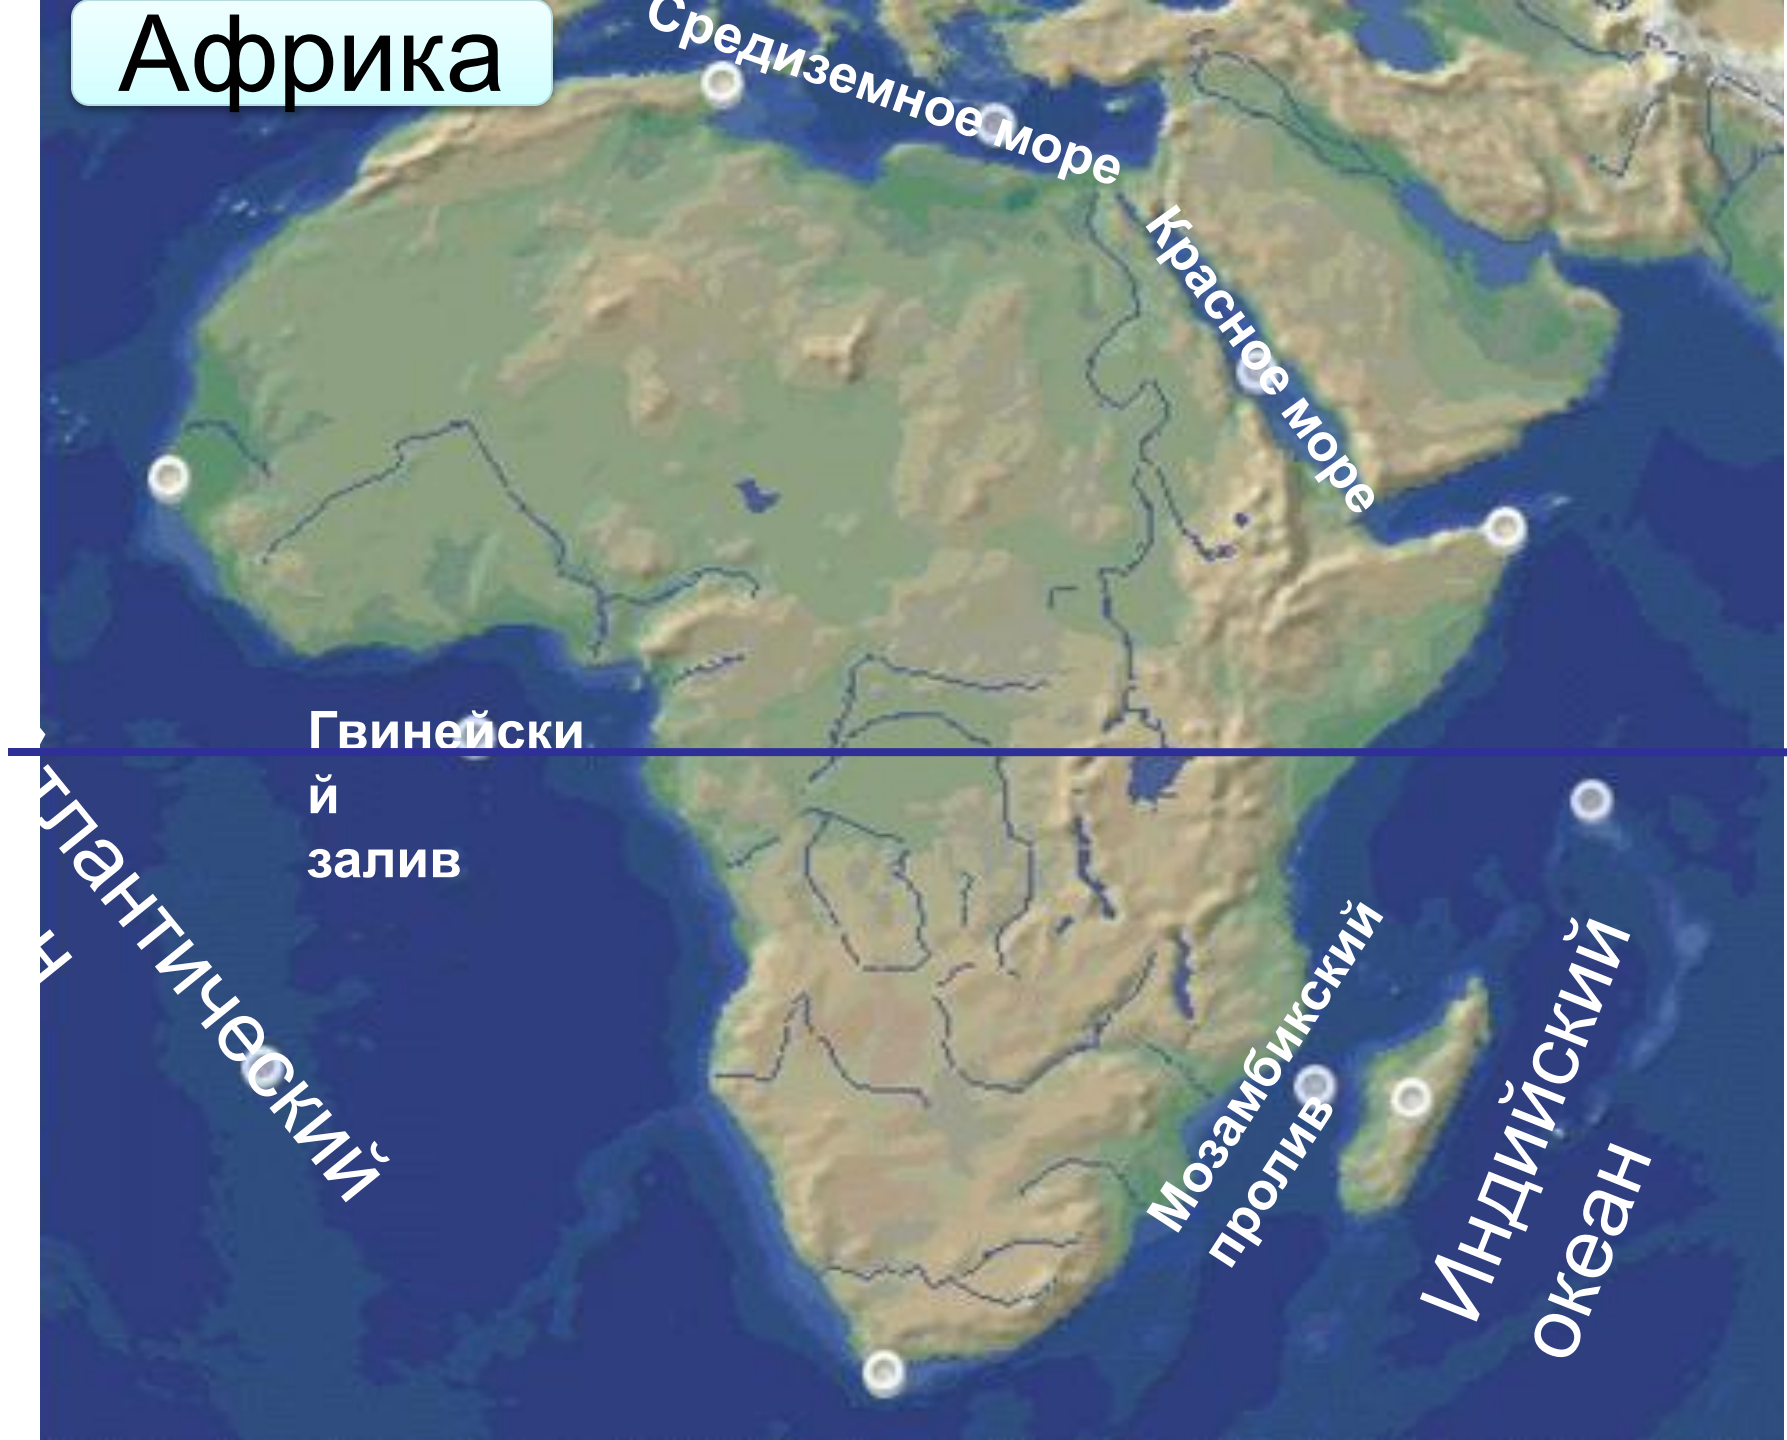 Африка
Средиземное море
Красное море
Гвинейски
й
залив
тлантический
н
Мозамбикский
пролив
Индийский
океан